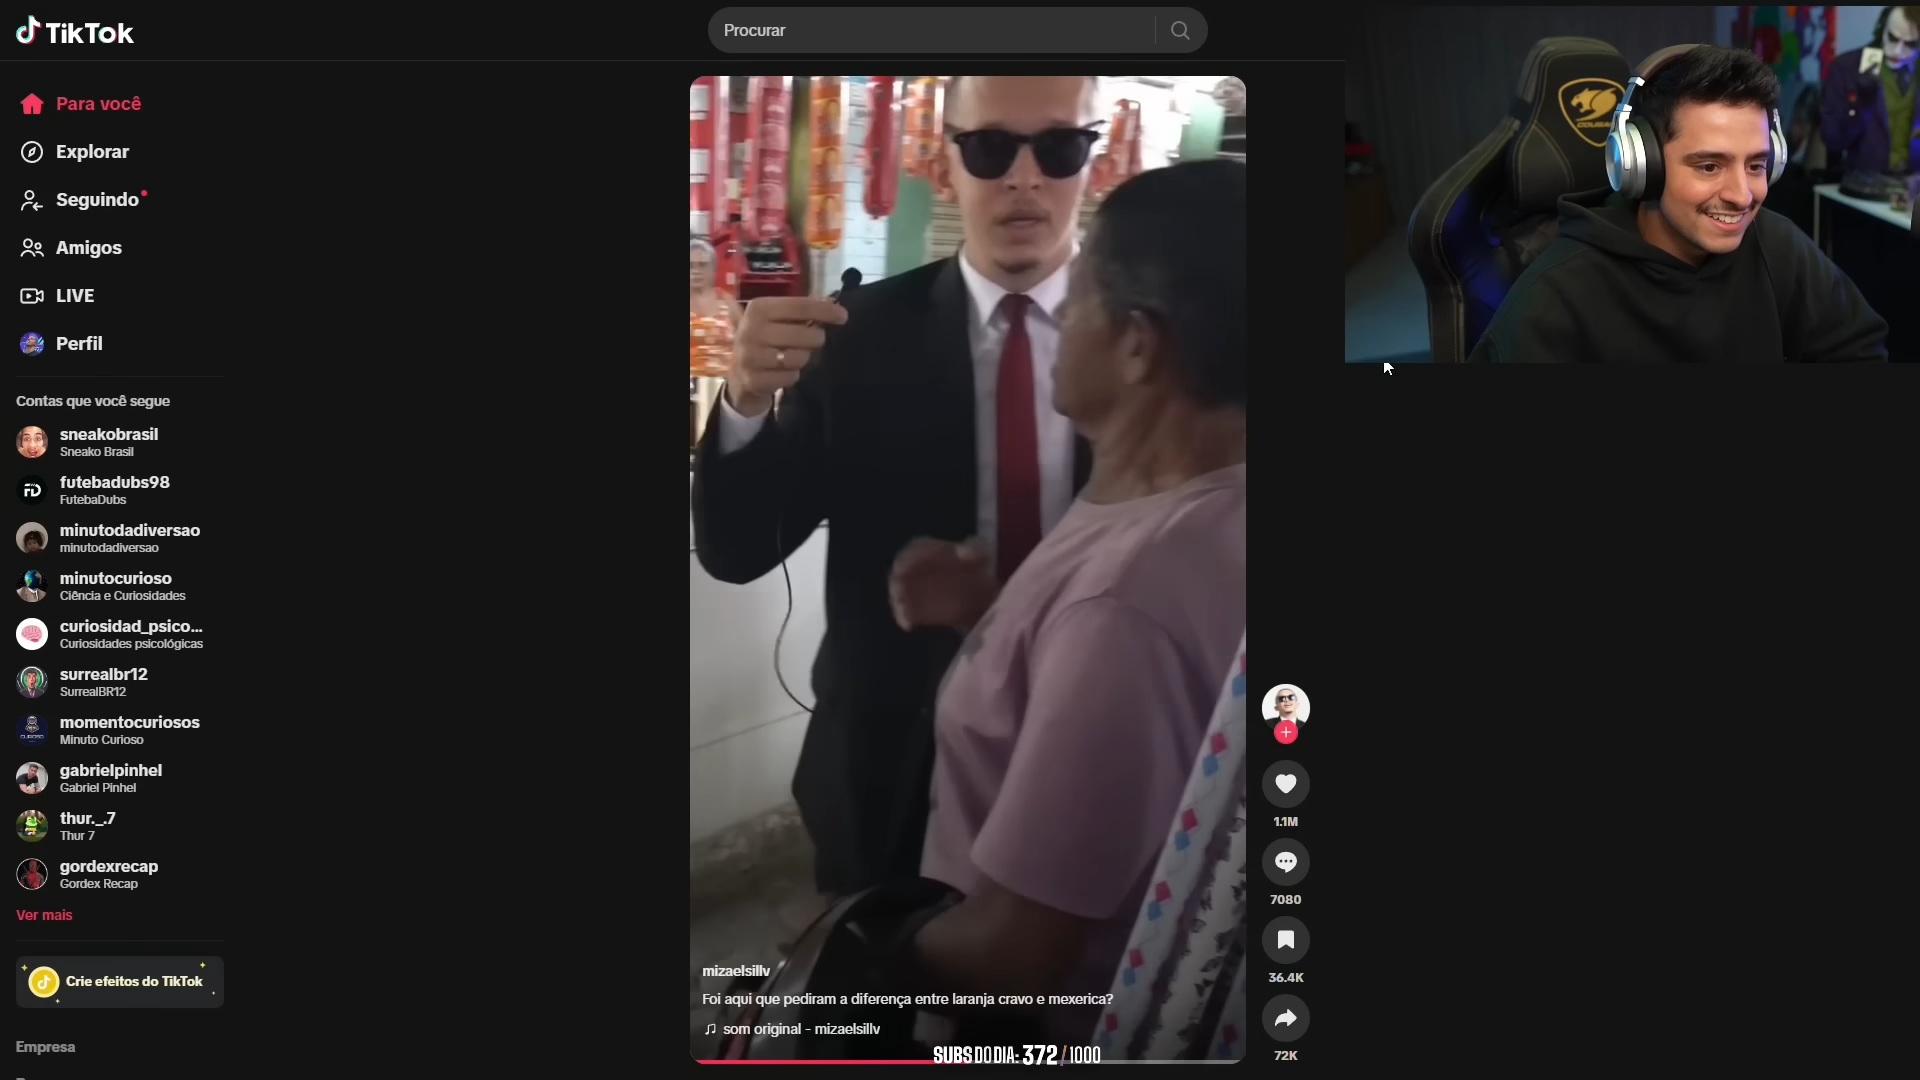 TikTok
Procurar
Para você
Explorar
Seguindo
Amigos
LIVE
Perfil
Contas que você segue
sneakobrasil
Sneako Brasil
FD
futebadubs98
FutebaDubs
minutodadiversao
minutodadiversao
minutocurioso
Ciência e Curiosidades
curiosidad_psico...
Curiosidades psicológicas
surrealbr12
SurrealBR12
momentocuriosos
Minuto Curioso
gabrielpinhel
Gabriel Pinhel
thur._.7
Thur 7
gordexrecap
Gordex Recap
Ver mais
Crie efeitos do TikTok
Empresa
mizaelsillv
Foi aqui que pediram a diferença entre laranja cravo e mexerica?
som original - mizaelsillv
SUBS DO DIA: 372 / 1000
1.1M
7080
36.4K
72K
COUGAR